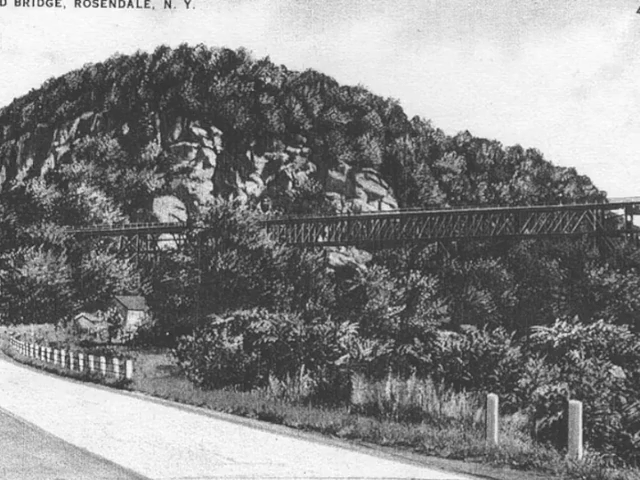 D BRIDGE, ROSENDALE, N. Y.